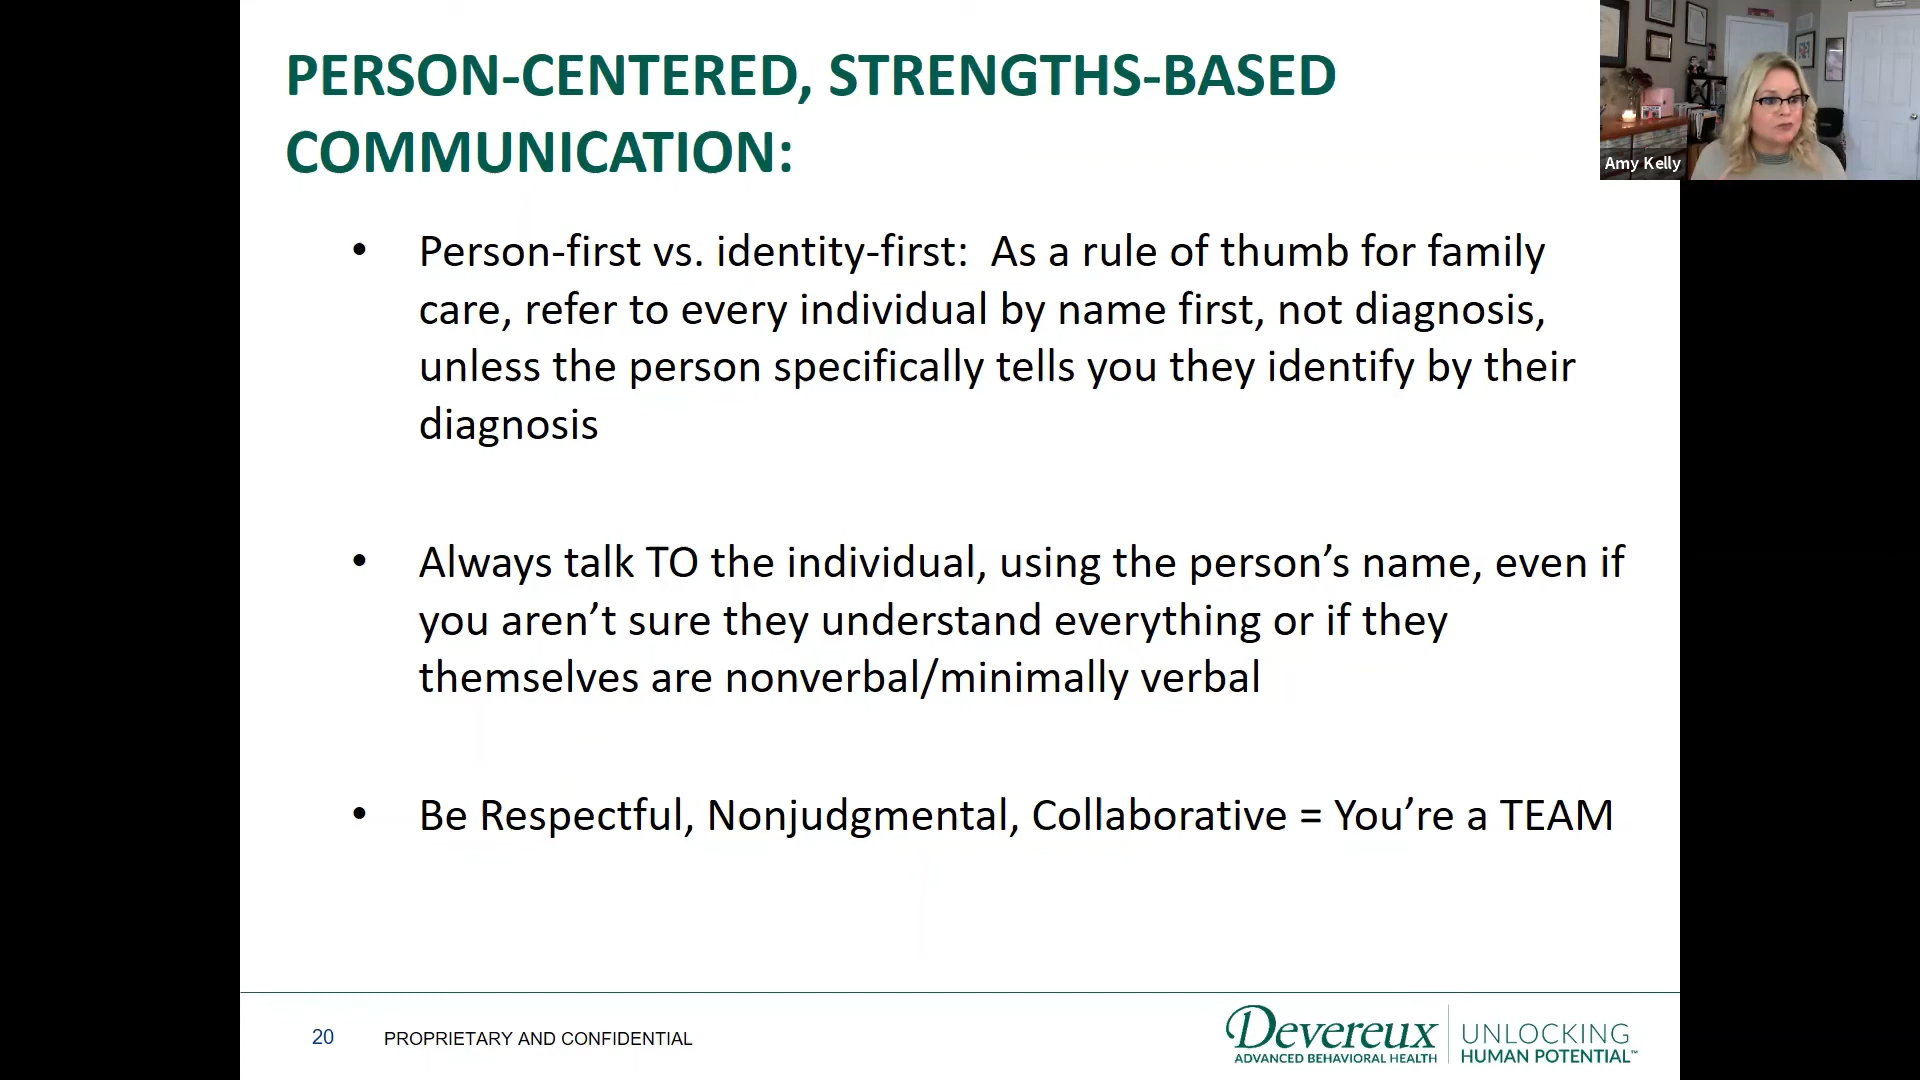 PERSON-CENTERED, STRENGTHS-BASED
COMMUNICATION:
• Person-first vs. identity-first:  As a rule of thumb for family
care, refer to every individual by name first, not diagnosis,
unless the person specifically tells you they identify by their
diagnosis
• Always talk TO the individual, using the person’s name, even if
you aren’t sure they understand everything or if they
themselves are nonverbal/minimally verbal
• Be Respectful, Nonjudgmental, Collaborative = You’re a TEAM
20
PROPRIETARY AND CONFIDENTIAL
Devereux
ADVANCED BEHAVIORAL HEALTH
UNLOCKING
HUMAN POTENTIAL™
Amy Kelly